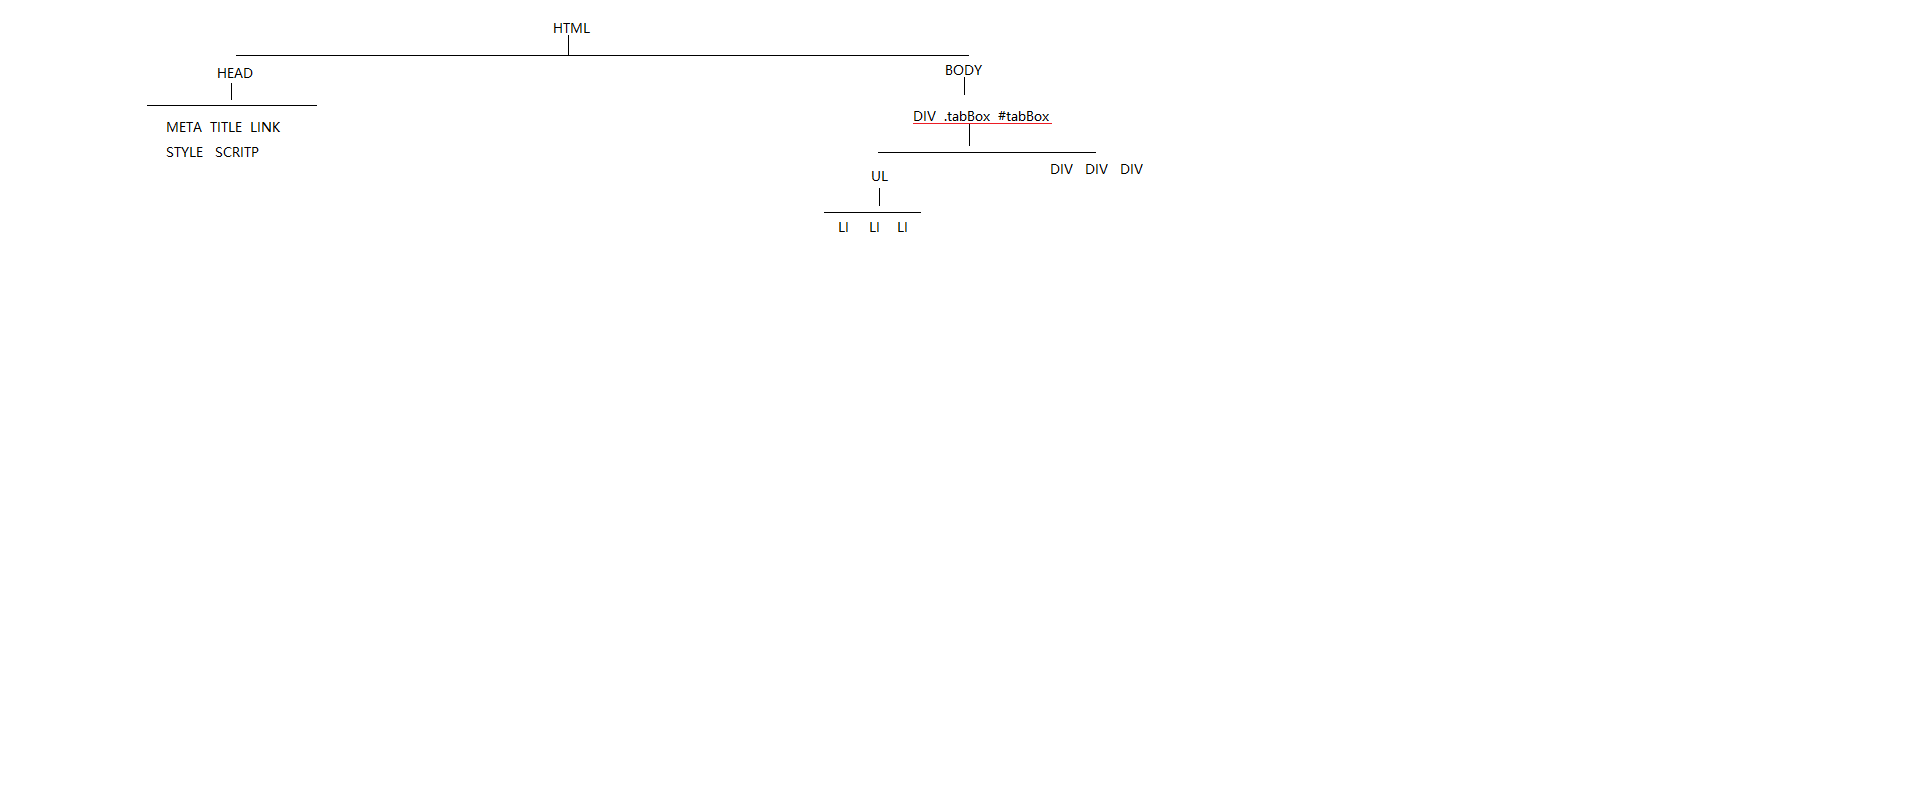 HTML
HEAD
BODY
META TITLE LINK
STYLE SCRITP
DIV .tabBox #tabBox
UL
DIV DIV DIV
LI LI LI